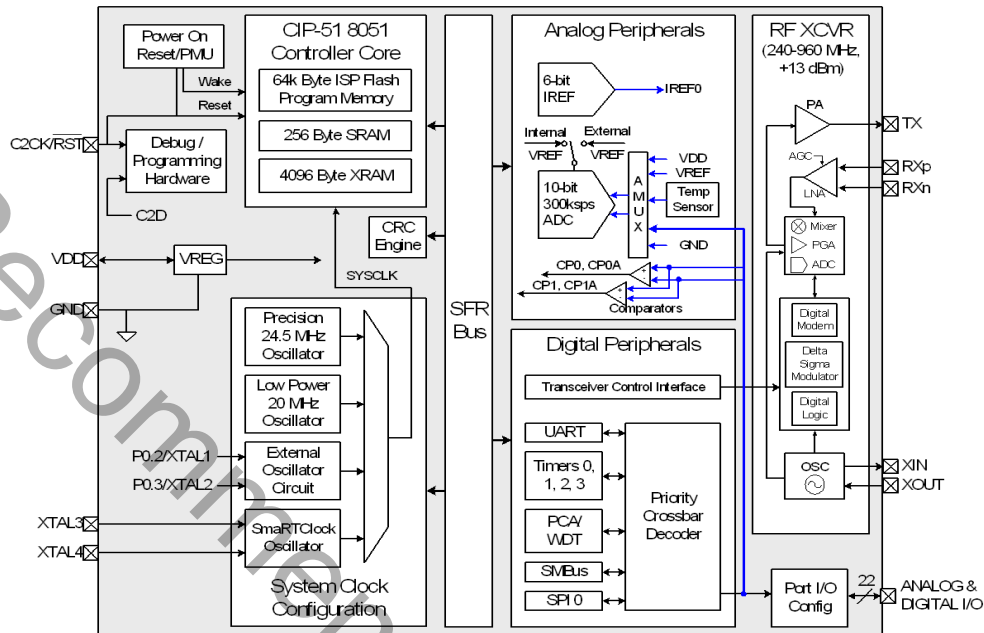 Power On
Reset/PMU
Wake
Reset
C2CK/RST
Debug /
Programming
Hardware
C2D
VDD
VREG
GND
CIP-51 8051
Controller Core
64k Byte ISP Flash
Program Memory
256 Byte SRAM
4096 Byte XRAM
CRC
Engine
SYSCLK
Precision
24.5 MHz
Oscillator
Low Power
20 MHz
Oscillator
P0.2/XTAL1
P0.3/XTAL2
External
Oscillator
Circuit
XTAL3
XTAL4
SmaRTClock
Oscillator
System Clock
Configuration
SFR
Bus
Analog Peripherals
6-bit
IREF
IREF0
Internal
VREF
External
VREF
10-bit
300ksps
ADC
A
M
U
X
VDD
VREF
Temp
Sensor
GND
CP0, CP0A
CP1, CP1A
+
-
+
-
Comparators
Digital Peripherals
Transceiver Control Interface
UART
Timers 0,
1, 2, 3
PCA/
WDT
SMBus
SPI 0
Priority
Crossbar
Decoder
RF XCVR
(240-960 MHz,
+13 dBm)
PA
TX
AGC
LNA
RXp
RXn
Mixer
PGA
ADC
Digital
Modem
Delta
Sigma
Modulator
Digital
Logic
OSC
XIN
XOUT
Port I/O
Config
22
ANALOG &
DIGITAL I/O
Recommen